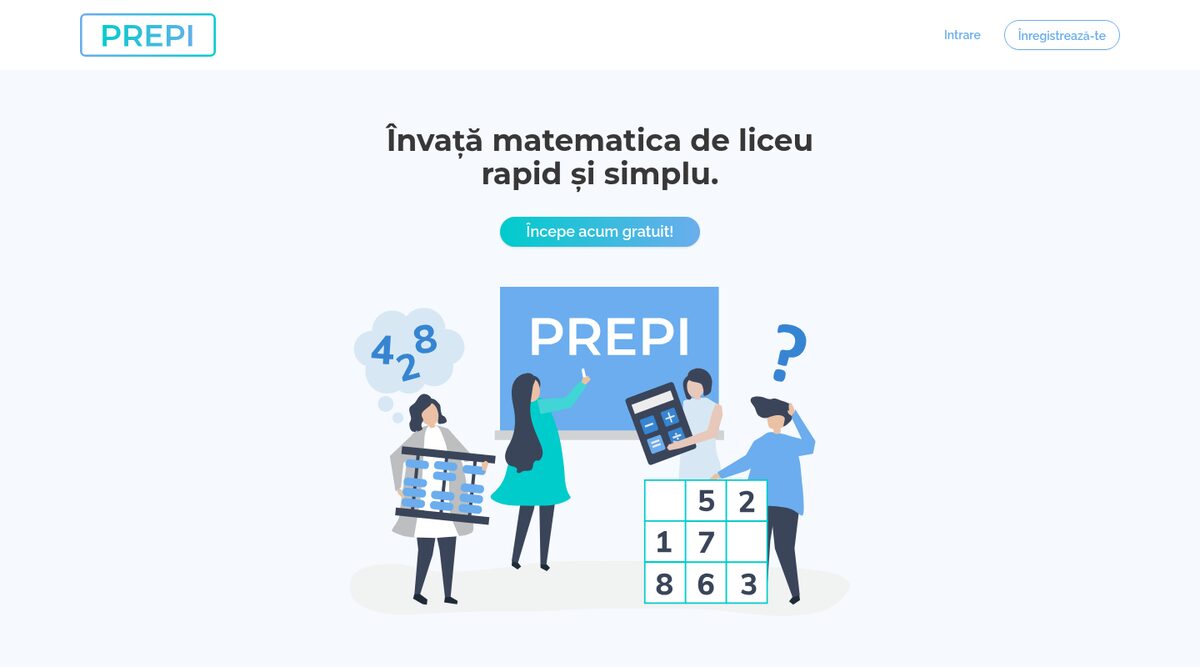 PREPI
Intrare
Înregistrează-te
Învață matematica de liceu
rapid și simplu.
Începe acum gratuit!
PREPI
4 2 8
?
− +
= ÷
5 2
1 7
8 6 3